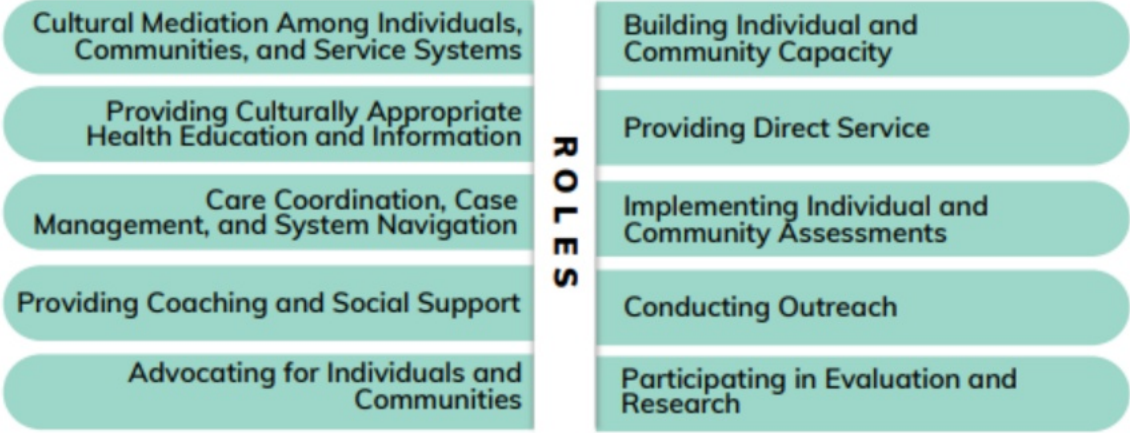 Cultural Mediation Among Individuals,
Communities, and Service Systems
Providing Culturally Appropriate
Health Education and Information
Care Coordination, Case
Management, and System Navigation
Providing Coaching and Social Support
Advocating for Individuals and
Communities
ROLES
Building Individual and
Community Capacity
Providing Direct Service
Implementing Individual and
Community Assessments
Conducting Outreach
Participating in Evaluation and
Research